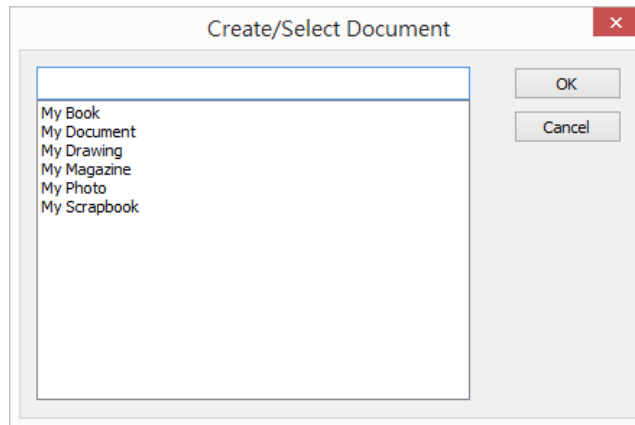 Create/Select Document
OK
Cancel
My Book
My Document
My Drawing
My Magazine
My Photo
My Scrapbook